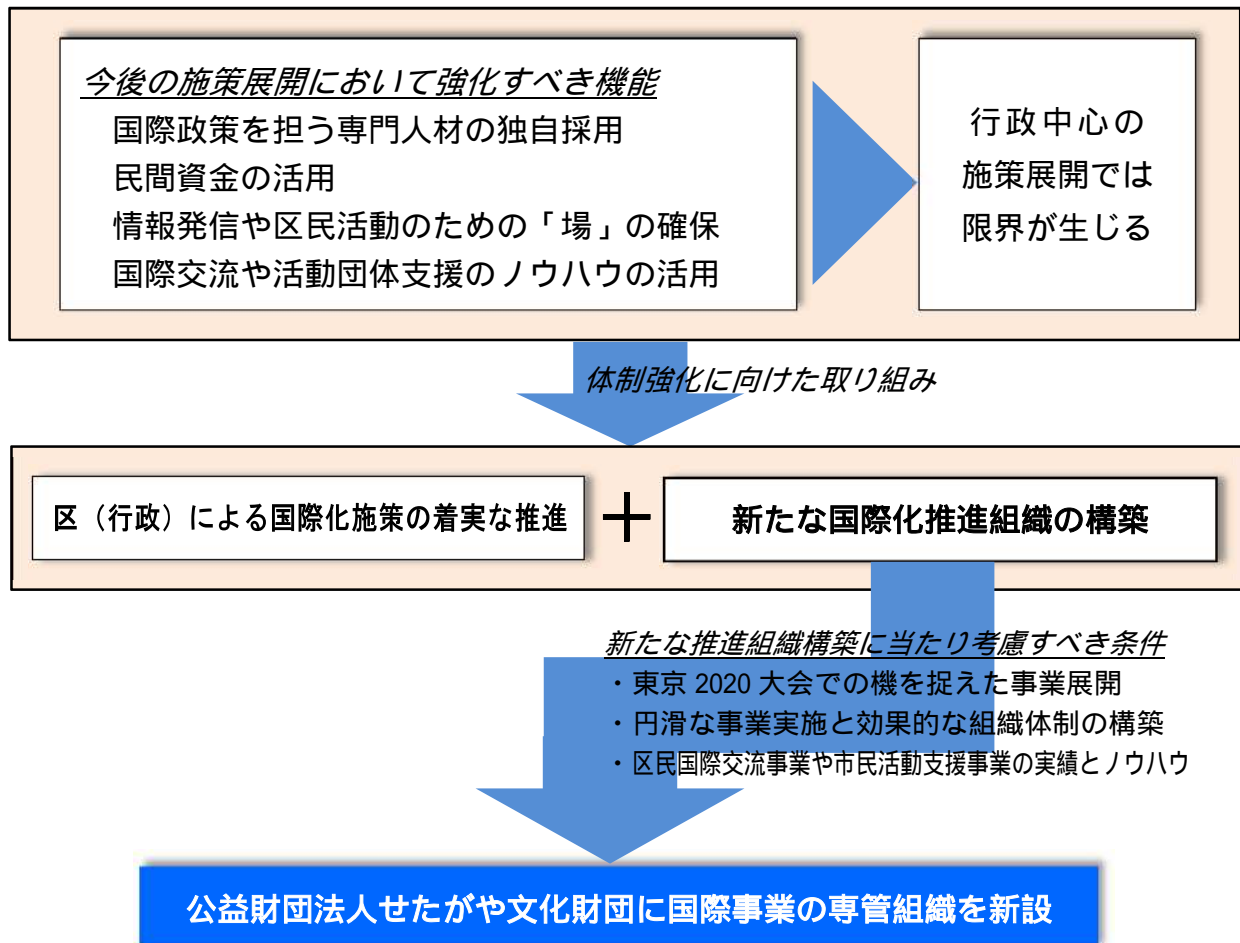 今後の施策展開において強化すべき機能
国際政策を担う専門人材の独自採用
民間資金の活用
情報発信や区民活動のための「場」の確保
国際交流や活動団体支援のノウハウの活用
行政中心の
施策展開では
限界が生じる
体制強化に向けた取り組み
区（行政）による国際化施策の着実な推進
＋
新たな国際化推進組織の構築
新たな推進組織構築に当たり考慮すべき条件
・東京 2020 大会での機を捉えた事業展開
・円滑な事業実施と効果的な組織体制の構築
・区民国際交流事業や市民活動支援事業の実績とノウハウ
公益財団法人せたがや文化財団に国際事業の専管組織を新設